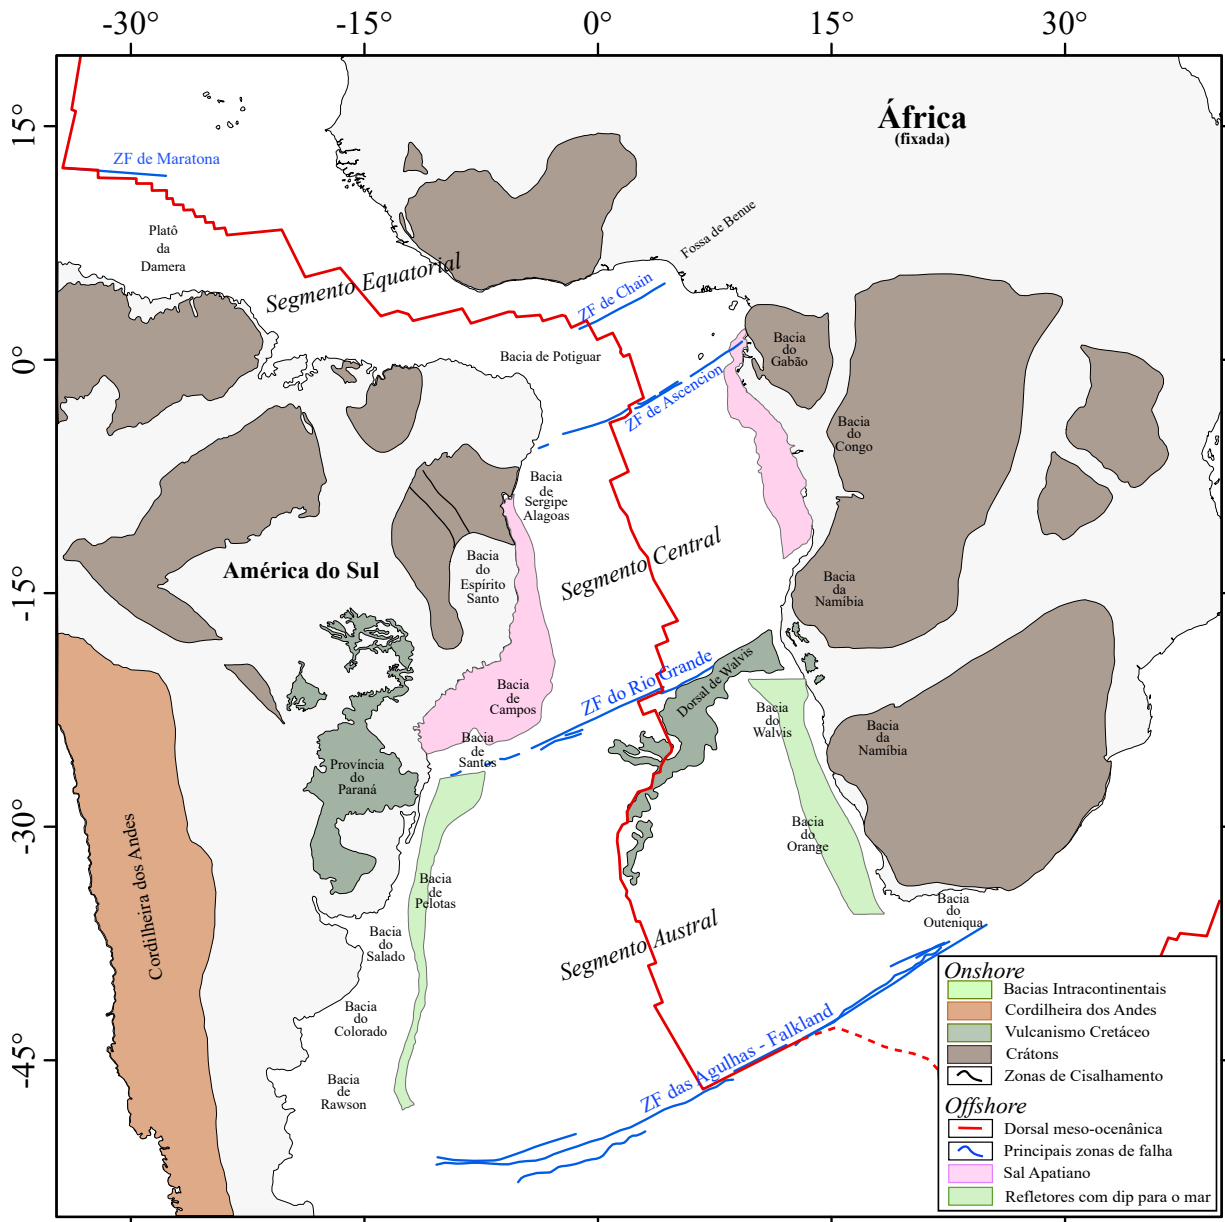 -30°
-15°
0°
15°
30°
15°
0°
-15°
-30°
-45°
África
(fixada)
ZF de Maratona
Platô
da
Damera
Segmento Equatorial
Fossa de Benue
ZF de Chain
Bacia de Potiguar
ZF de Ascencion
Bacia
do
Gabão
Bacia
do
Congo
Bacia
de
Sergipe
Alagoas
Bacia
do
Espírito
Santo
América do Sul
Segmento Central
Bacia
da
Namíbia
ZF do Rio Grande
Dorsal de Walvis
Bacia
de
Campos
Bacia
de
Santos
Bacia
do
Walvis
Bacia
da
Namíbia
Província
do
Paraná
Bacia
do
Orange
Cordilheira dos Andes
Bacia
de
Pelotas
Bacia
do
Salado
Segmento Austral
Bacia
do
Outeniqua
Bacia
do
Colorado
Bacia
de
Rawson
ZF das Agulhas - Falkland
Onshore
Bacias Intracontinentais
Cordilheira dos Andes
Vulcanismo Cretáceo
Crátons
Zonas de Cisalhamento
Offshore
Dorsal meso-ocenânica
Principais zonas de falha
Sal Apatiano
Refletores com dip para o mar